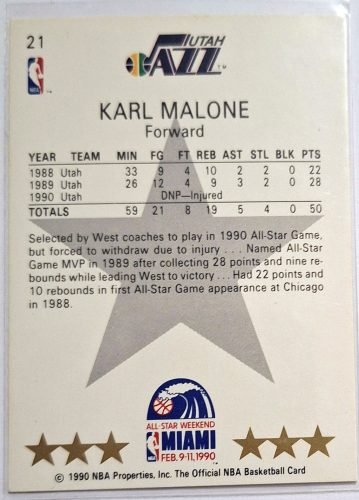 21
UTAH
JAZZ™
NBA
KARL MALONE
Forward
YEAR TEAM MIN FG FT REB AST STL BLK PTS
1988 Utah 33 9 4 10 2 2 0 22
1989 Utah 26 12 4 9 3 2 0 28
1990 Utah DNP—Injured
TOTALS 59 21 8 19 5 4 0 50
Selected by West coaches to play in 1990 All-Star Game,
but forced to withdraw due to injury . . . Named All-Star
Game MVP in 1989 after collecting 28 points and nine re-
bounds while leading West to victory . . . Had 22 points and
10 rebounds in first All-Star Game appearance at Chicago
in 1988.
ALL-STAR WEEKEND
MIAMI
FEB. 9-11, 1990
© 1990 NBA Properties, Inc. The Official NBA Basketball Card